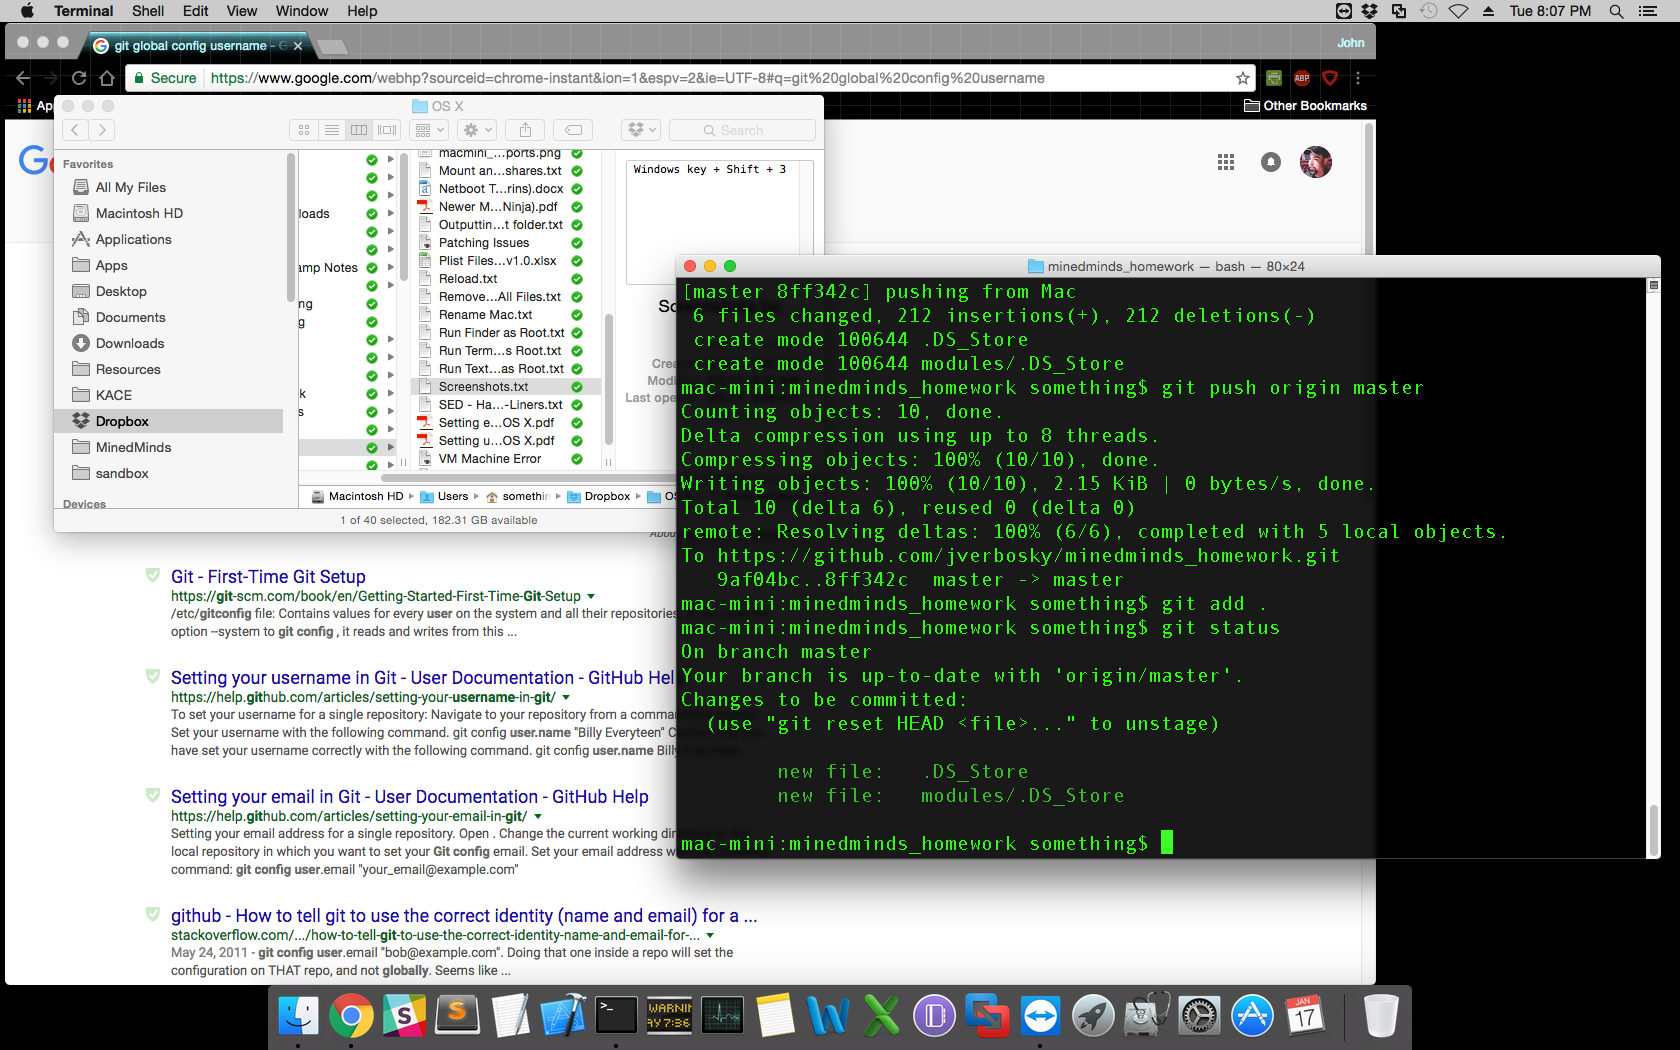 Terminal Shell Edit View Window Help
Tue 8:07 PM
git global config username - G
John
Secure https://www.google.com/webhp?sourceid=chrome-instant&ion=1&espv=2&ie=UTF-8#q=git%20global%20config%20username
ABP
Ap
Other Bookmarks
OS X
Search
Favorites
All My Files
Macintosh HD
Applications
Apps
Desktop
Documents
Downloads
Resources
KACE
Dropbox
MinedMinds
sandbox
Devices
loads
amp Notes
ng
g
k
s
macmini_...ports.png
Mount an...shares.txt
Netboot T...rins).docx
Newer M...Ninja).pdf
Outputtin...t folder.txt
Patching Issues
Plist Files...v1.0.xlsx
Reload.txt
Remove...All Files.txt
Rename Mac.txt
Run Finder as Root.txt
Run Term...s Root.txt
Run Text...as Root.txt
Screenshots.txt
SED - Ha...-Liners.txt
Setting e...OS X.pdf
Setting u...OS X.pdf
VM Machine Error
Windows key + Shift + 3
Sc
Crea
Modi
Last ope
Macintosh HD Users somethin Dropbox OS
1 of 40 selected, 182.31 GB available
Abou
Git - First-Time Git Setup
https://git-scm.com/book/en/Getting-Started-First-Time-Git-Setup
/etc/gitconfig file: Contains values for every user on the system and all their repositories
option --system to git config , it reads and writes from this ...
Setting your username in Git - User Documentation - GitHub Hel
https://help.github.com/articles/setting-your-username-in-git/
To set your username for a single repository: Navigate to your repository from a comma
Set your username with the following command. git config user.name "Billy Everyteen" C
have set your username correctly with the following command. git config user.name Bill
Setting your email in Git - User Documentation - GitHub Help
https://help.github.com/articles/setting-your-email-in-git/
Setting your email address for a single repository. Open . Change the current working di
local repository in which you want to set your Git config email. Set your email address w
command: git config user.email "your_email@example.com"
github - How to tell git to use the correct identity (name and email) for a ...
stackoverflow.com/.../how-to-tell-git-to-use-the-correct-identity-name-and-email-for-...
May 24, 2011 - git config user.email "bob@example.com". Doing that one inside a repo will set the
configuration on THAT repo, and not globally. Seems like ...
minedminds_homework — bash — 80×24
[master 8ff342c] pushing from Mac
6 files changed, 212 insertions(+), 212 deletions(-)
create mode 100644 .DS_Store
create mode 100644 modules/.DS_Store
mac-mini:minedminds_homework something$ git push origin master
Counting objects: 10, done.
Delta compression using up to 8 threads.
Compressing objects: 100% (10/10), done.
Writing objects: 100% (10/10), 2.15 KiB | 0 bytes/s, done.
Total 10 (delta 6), reused 0 (delta 0)
remote: Resolving deltas: 100% (6/6), completed with 5 local objects.
To https://github.com/jverbosky/minedminds_homework.git
9af04bc..8ff342c master -> master
mac-mini:minedminds_homework something$ git add .
mac-mini:minedminds_homework something$ git status
On branch master
Your branch is up-to-date with 'origin/master'.
Changes to be committed:
(use "git reset HEAD <file>..." to unstage)
new file: .DS_Store
new file: modules/.DS_Store
mac-mini:minedminds_homework something$
WARNIN
AY 7:36
JAN
17